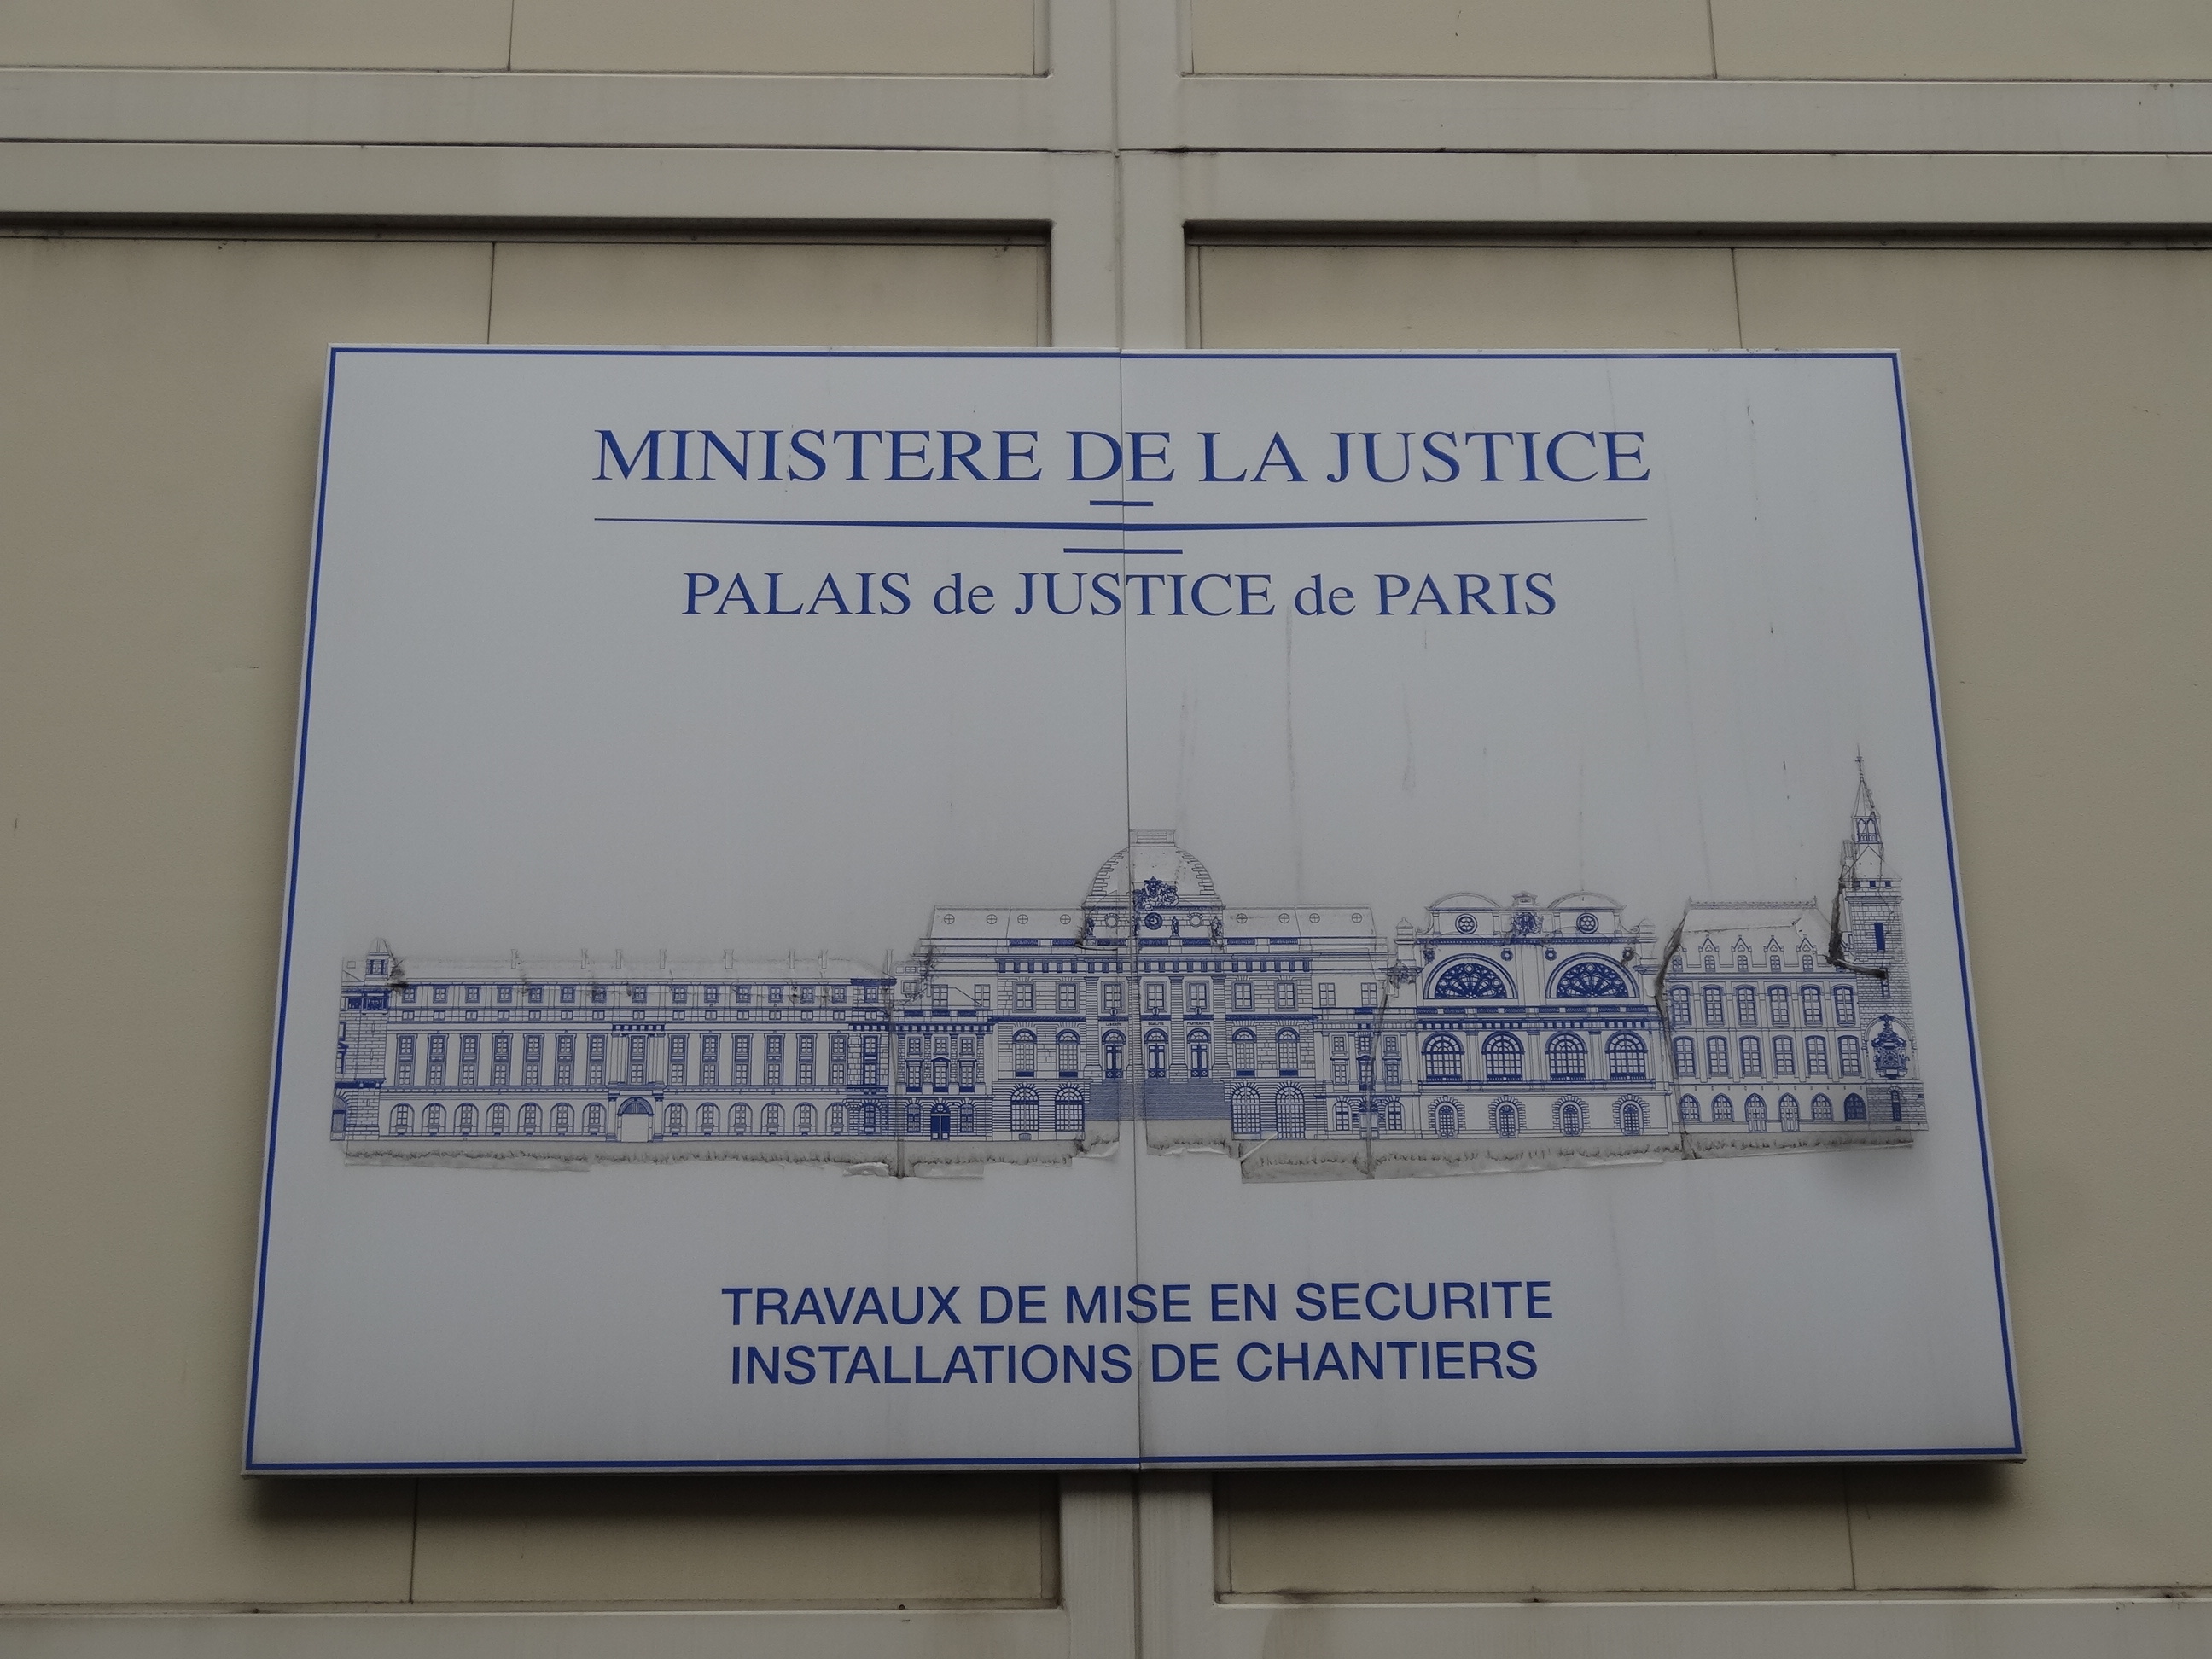 MINISTERE DE LA JUSTICE
PALAIS de JUSTICE de PARIS
TRAVAUX DE MISE EN SECURITE
INSTALLATIONS DE CHANTIERS